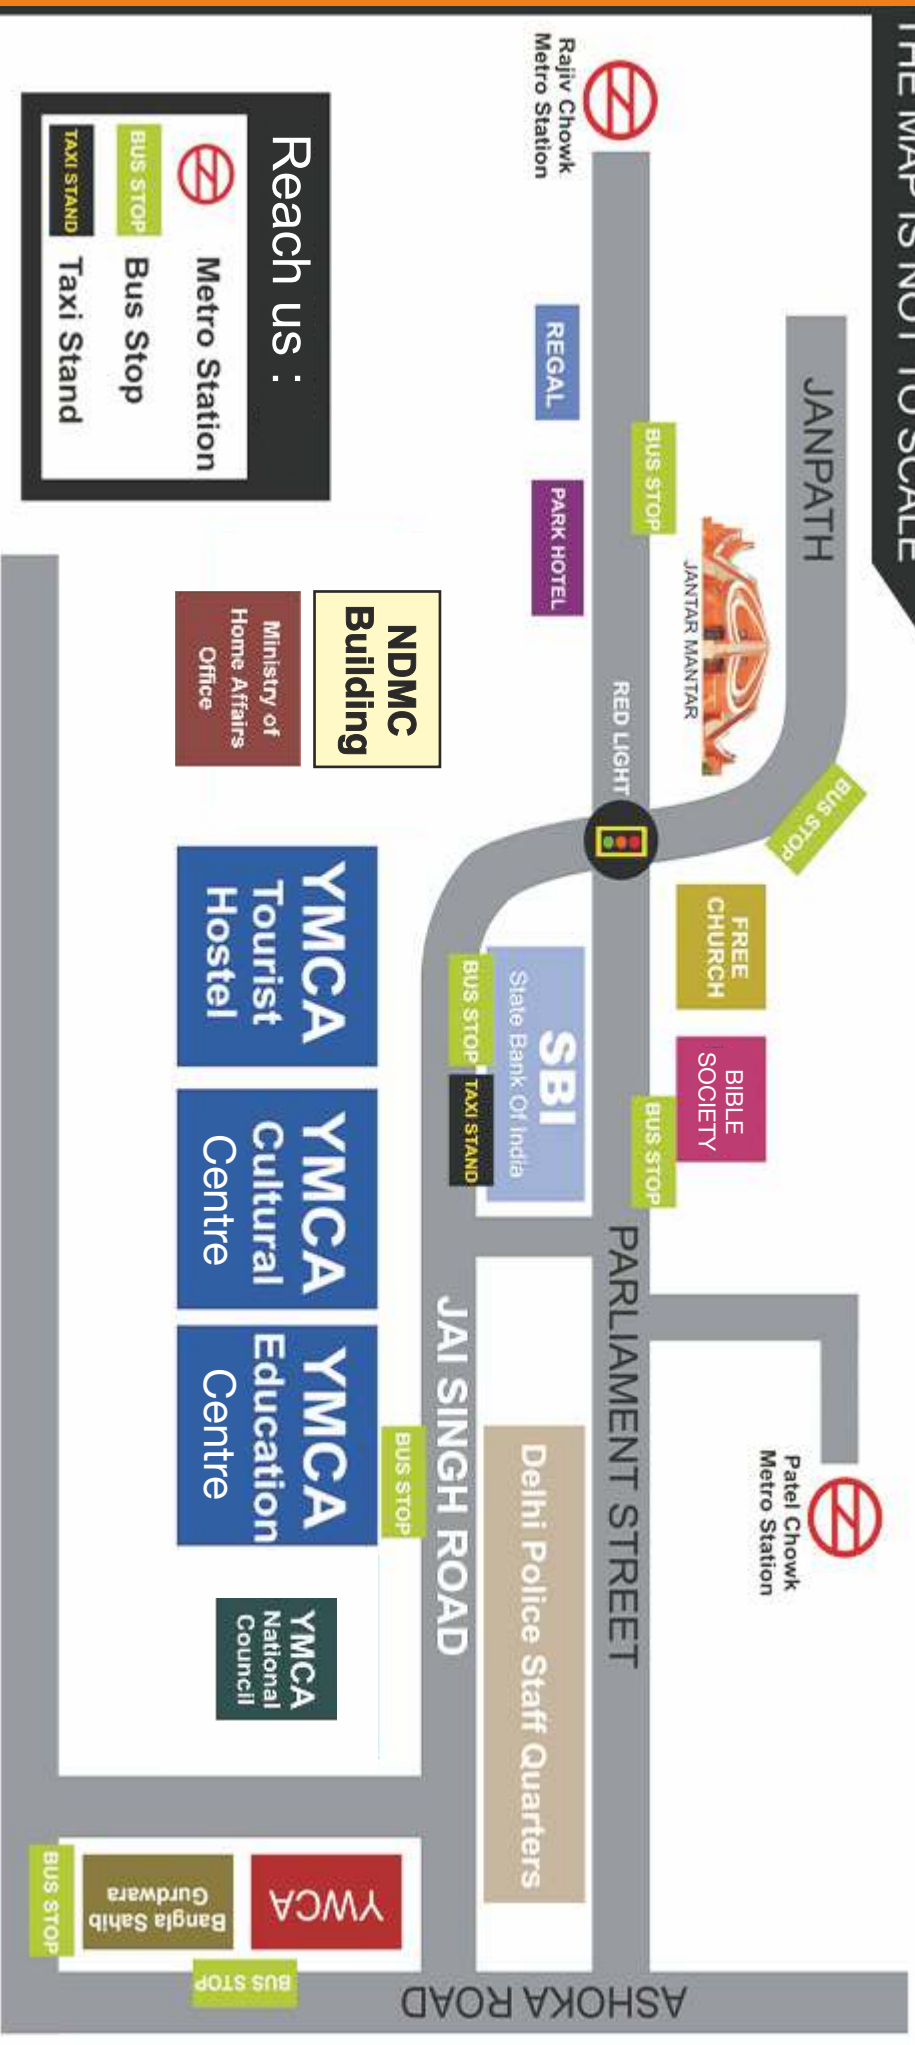 THE MAP IS NOT TO SCALE
JANPATH
BUS STOP
JANTAR MANTAR
BUS STOP
FREE
CHURCH
BIBLE
SOCIETY
BUS STOP
Patel Chowk
Metro Station
Rajiv Chowk
Metro Station
REGAL
PARK HOTEL
RED LIGHT
PARLIAMENT STREET
SBI
State Bank Of India
BUS STOP
TAXI STAND
Delhi Police Staff Quarters
JAI SINGH ROAD
BUS STOP
Reach us :
Metro Station
BUS STOP
Bus Stop
TAXI STAND
Taxi Stand
NDMC
Building
Ministry of
Home Affairs
Office
YMCA
Tourist
Hostel
YMCA
Cultural
Centre
YMCA
Education
Centre
YMCA
National
Council
YWCA
Bangla Sahib
Gurdwara
BUS STOP
BUS STOP
ASHOKA ROAD